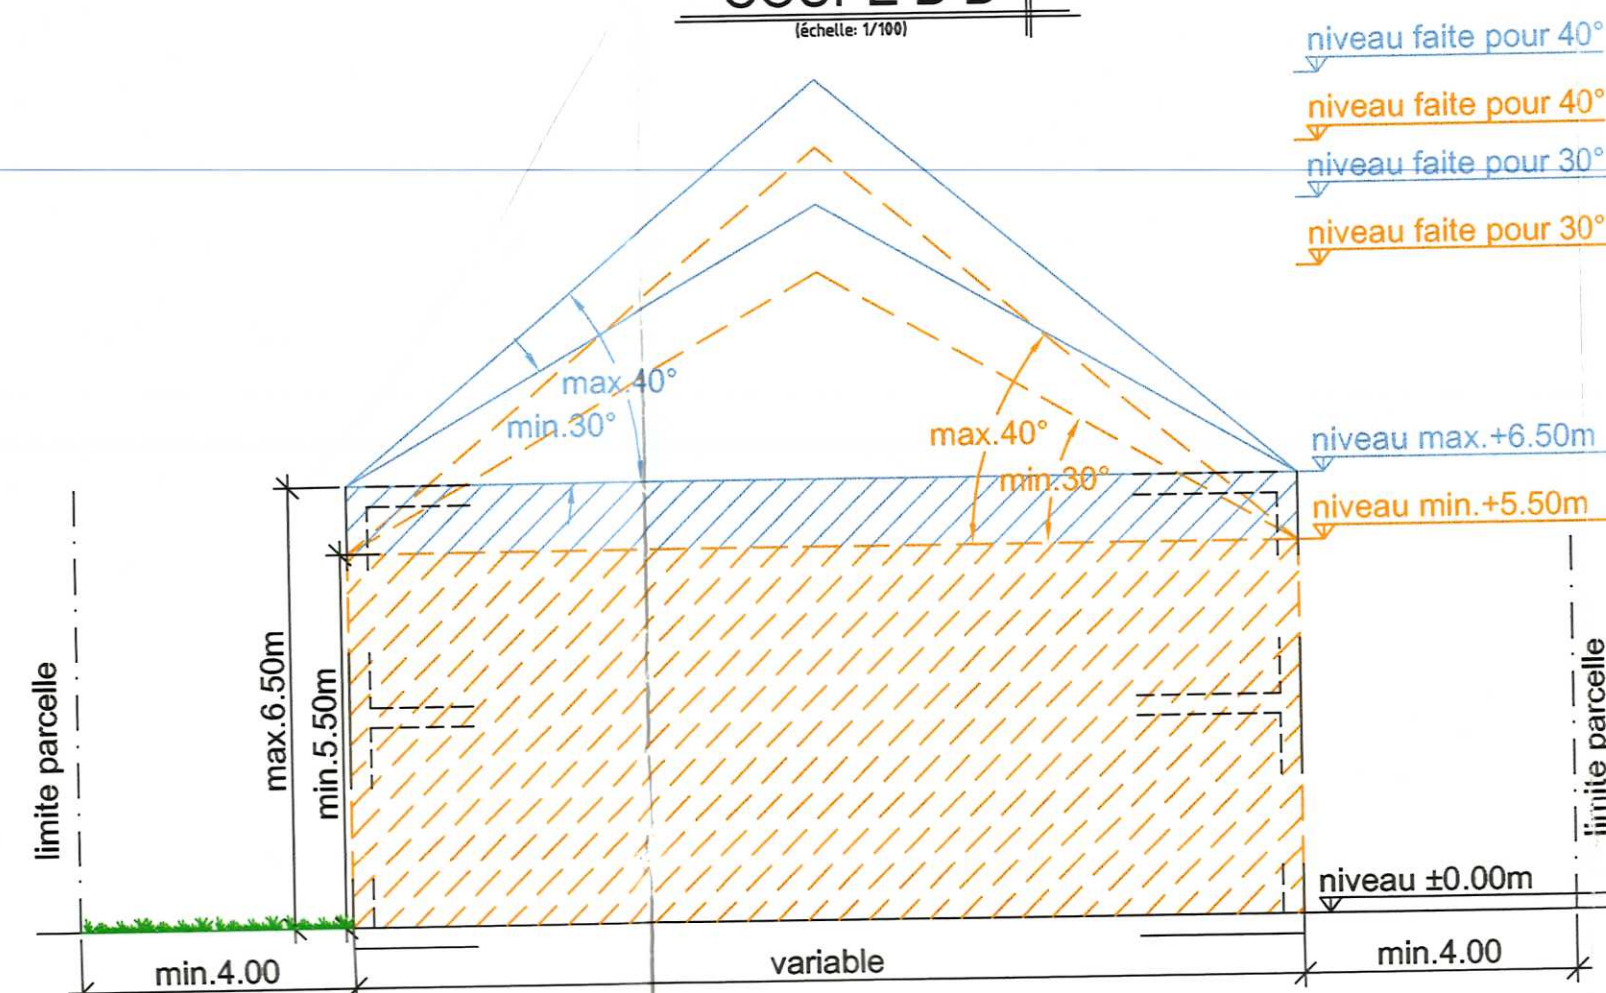 (échelle: 1/100)
niveau faite pour 40°
niveau faite pour 40°
niveau faite pour 30°
niveau faite pour 30°
max.40°
min.30°
max.40°
min.30°
niveau max.+6.50m
niveau min.+5.50m
limite parcelle
max.6.50m
min.5.50m
limite parcelle
niveau ±0.00m
min.4.00
variable
min.4.00